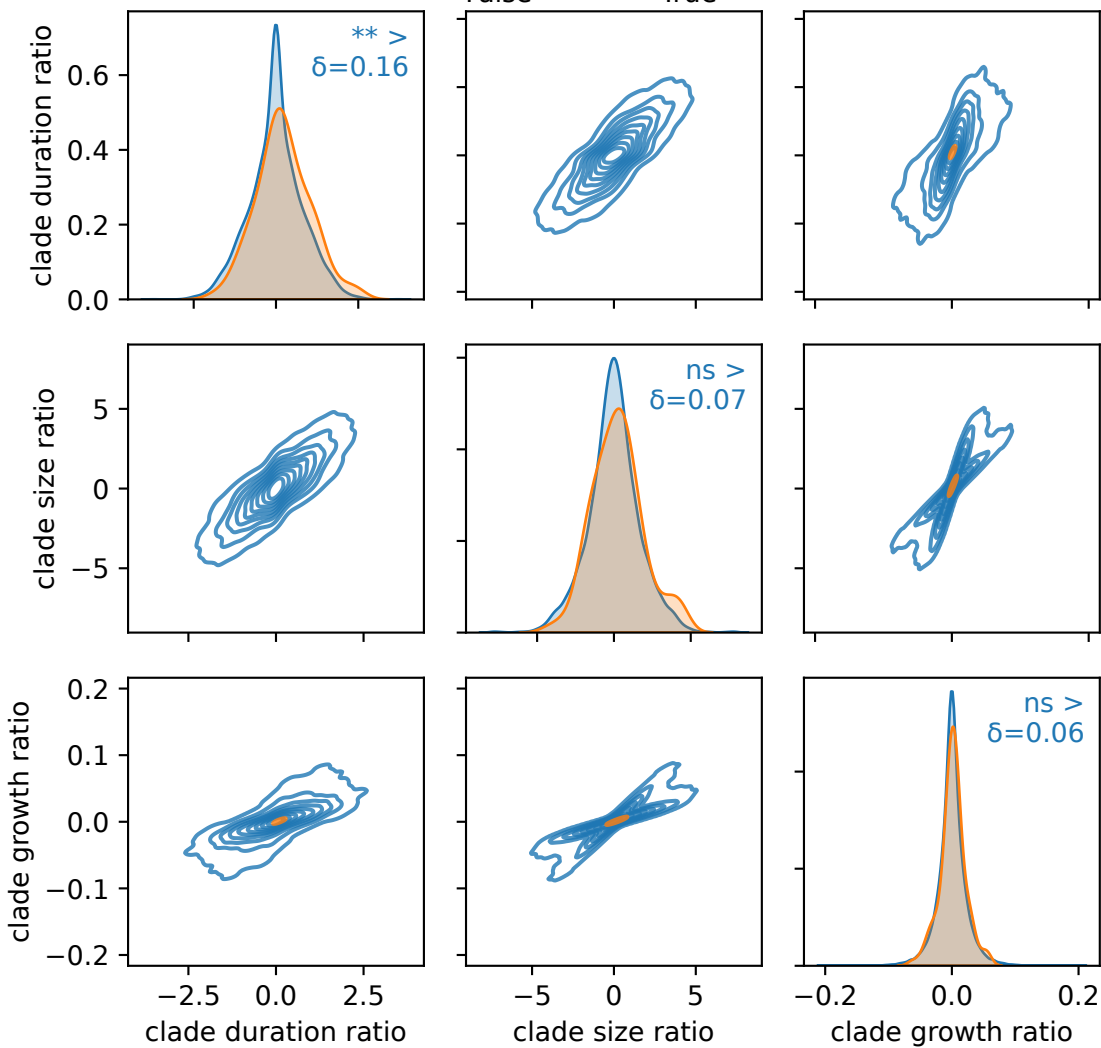 ** >
δ=0.16
clade duration ratio
0.6
0.4
0.2
0.0
ns >
δ=0.07
clade size ratio
5
0
−5
ns >
δ=0.06
clade growth ratio
0.2
0.1
0.0
−0.1
−0.2
−2.5 0.0 2.5 −5 0 5 −0.2 0.0 0.2
clade duration ratio clade size ratio clade growth ratio